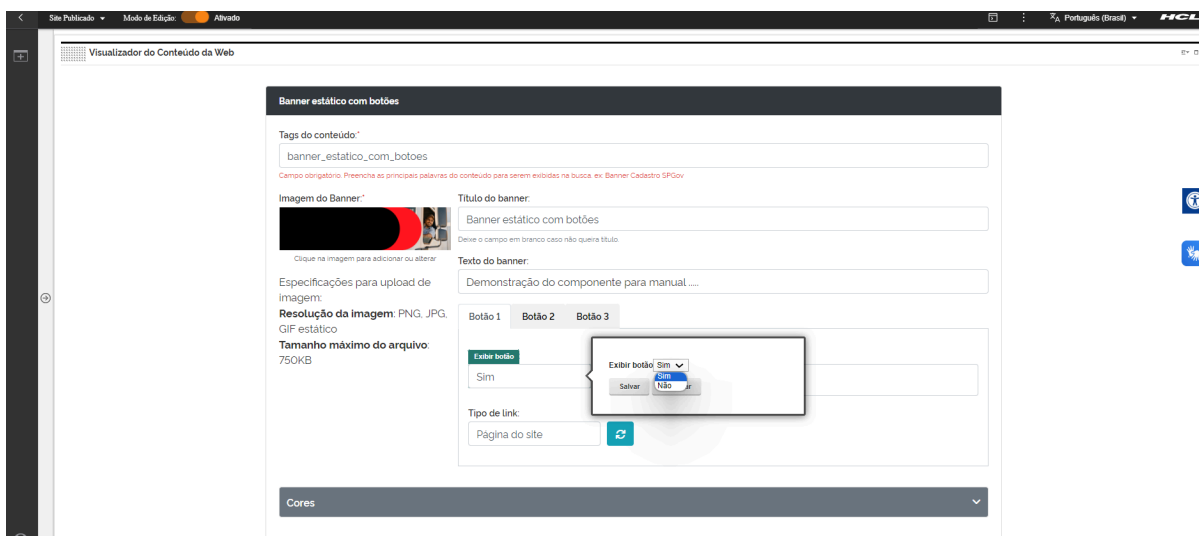 Site Publicado
Modo de Edição:
Ativado
Português (Brasil)
HCL
Visualizador do Conteúdo da Web
Banner estático com botões
Tags do conteúdo:*
banner_estatico_com_botoes
Campo obrigatório: Preencha as principais palavras do conteúdo para serem exibidas na busca. ex: Banner Cadastro SPGov
Imagem do Banner:*
Título do banner:
Banner estático com botões
Deixe o campo em branco caso não queira título.
Clique na imagem para adicionar ou alterar
Texto do banner:
Demonstração do componente para manual .....
Especificações para upload de
imagem:
Resolução da imagem: PNG, JPG,
GIF estático
Tamanho máximo do arquivo:
750KB
Botão 1
Botão 2
Botão 3
Exibir botão
Sim
Exibir botão
Sim
Sim
Não
Salvar
Tipo de link:
Página do site
Cores